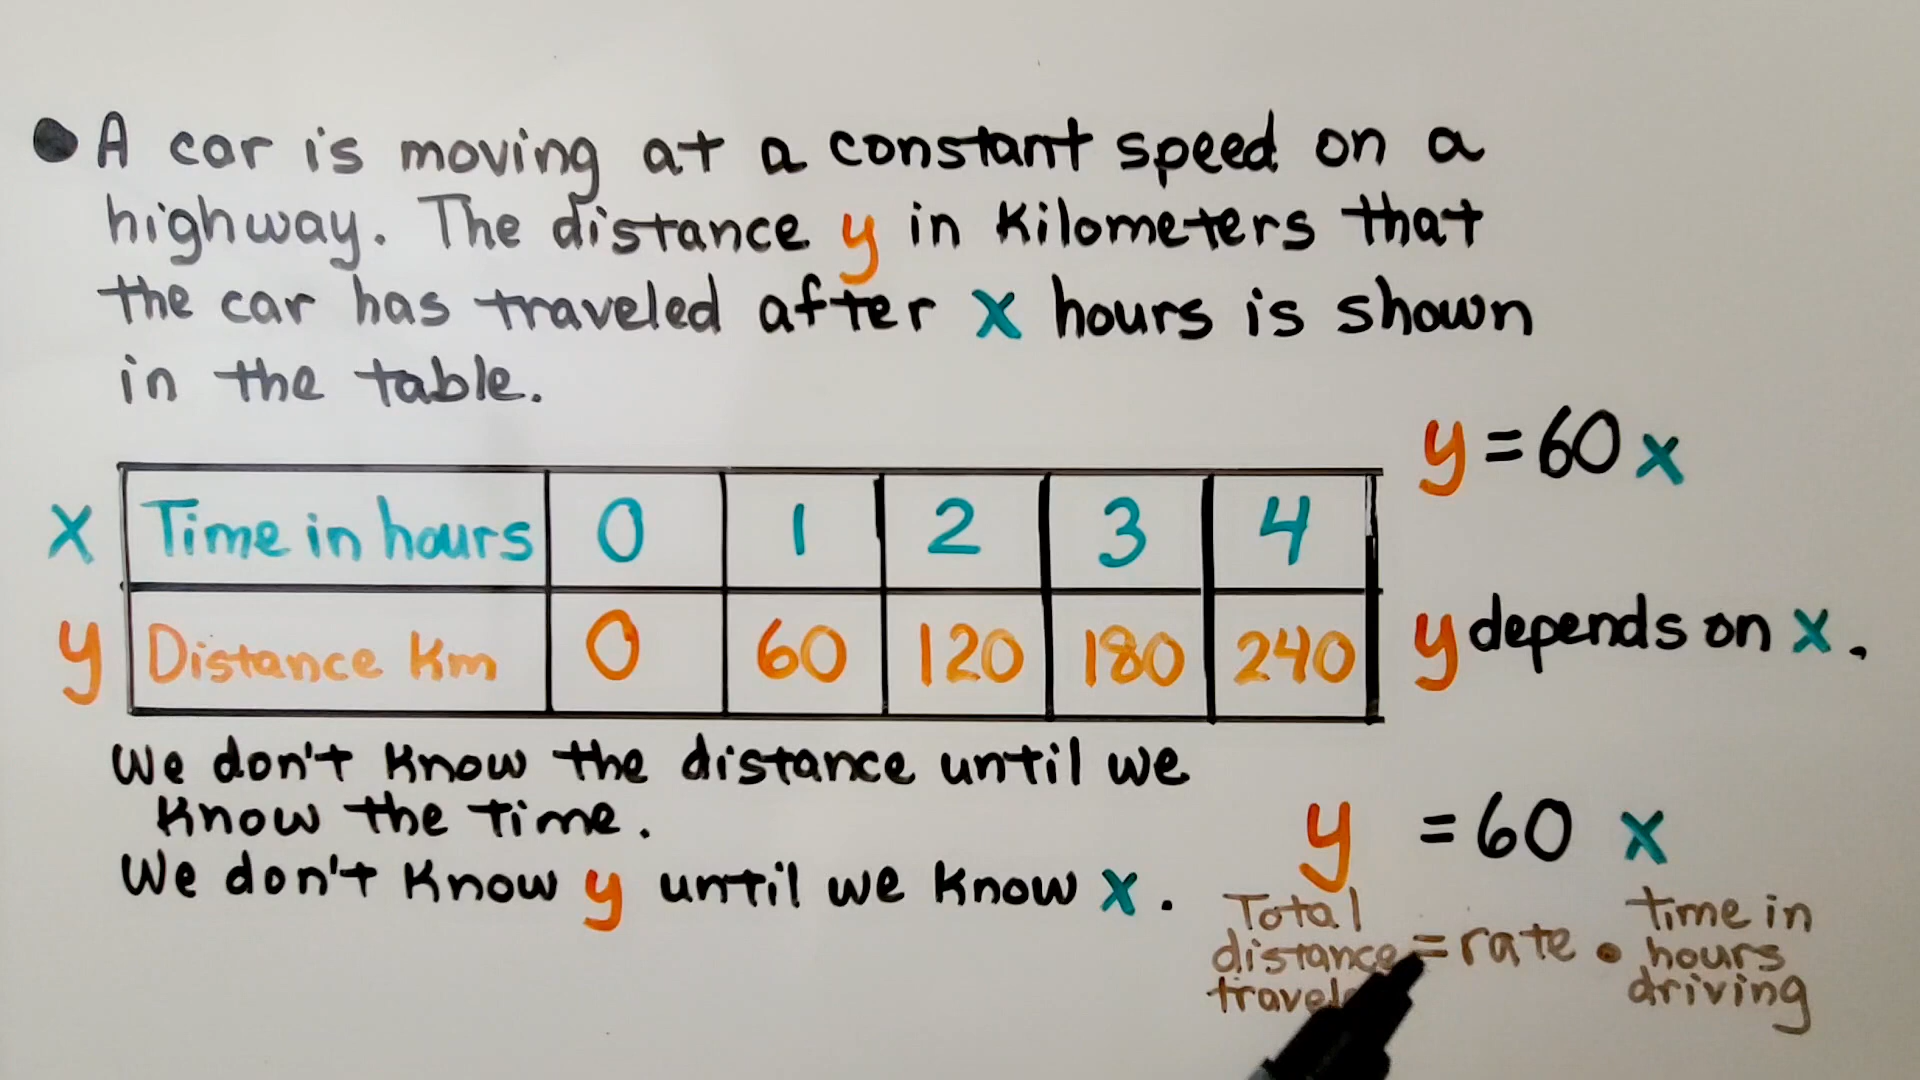 A car is moving at a constant speed on a
highway. The distance y in kilometers that
the car has traveled after x hours is shown
in the table.
y = 60 x
x Time in hours 0 1 2 3 4
y Distance Km 0 60 120 180 240
y depends on x.
We don't know the distance until we
know the time.
We don't know y until we know x.
y = 60 x
Total distance = rate • time in hours driving